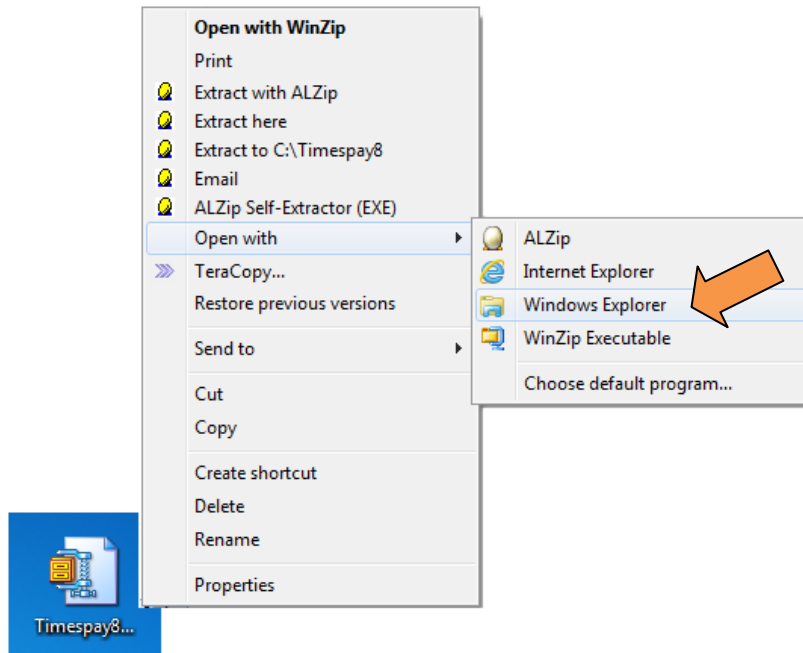 Open with WinZip
Print
Extract with ALZip
Extract here
Extract to C:\Timespay8
Email
ALZip Self-Extractor (EXE)
Open with
TeraCopy...
Restore previous versions
Send to
Cut
Copy
Create shortcut
Delete
Rename
Properties
ALZip
Internet Explorer
Windows Explorer
WinZip Executable
Choose default program...
Timespay8...